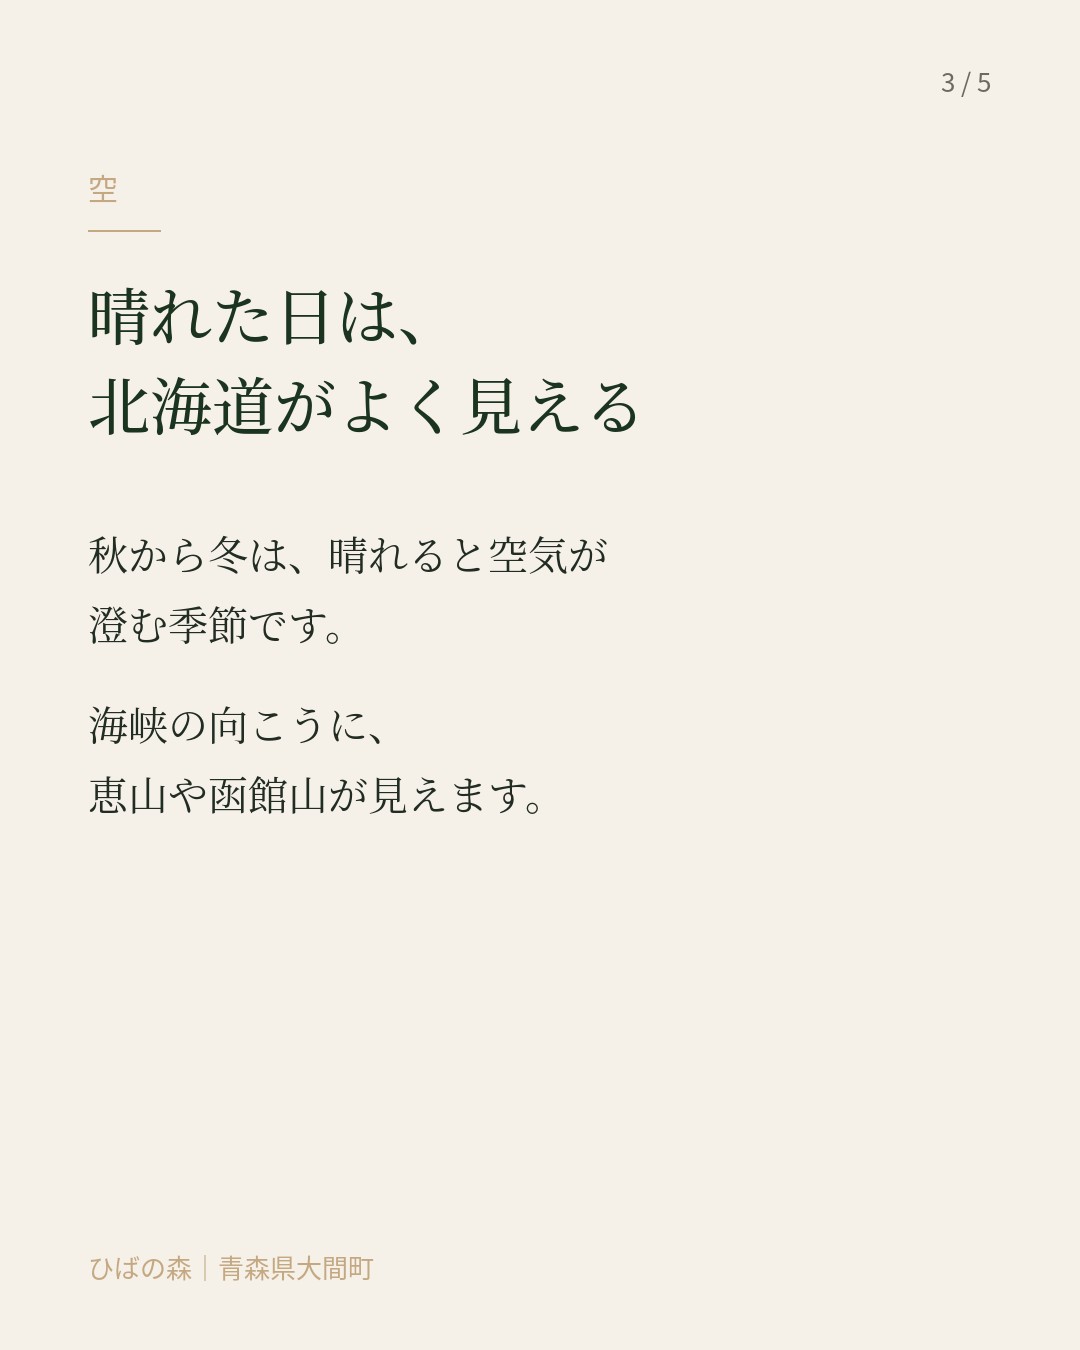 3 / 5
空
晴れた日は、
北海道がよく見える
秋から冬は、晴れると空気が
澄む季節です。
海峡の向こうに、
恵山や函館山が見えます。
ひばの森｜青森県大間町